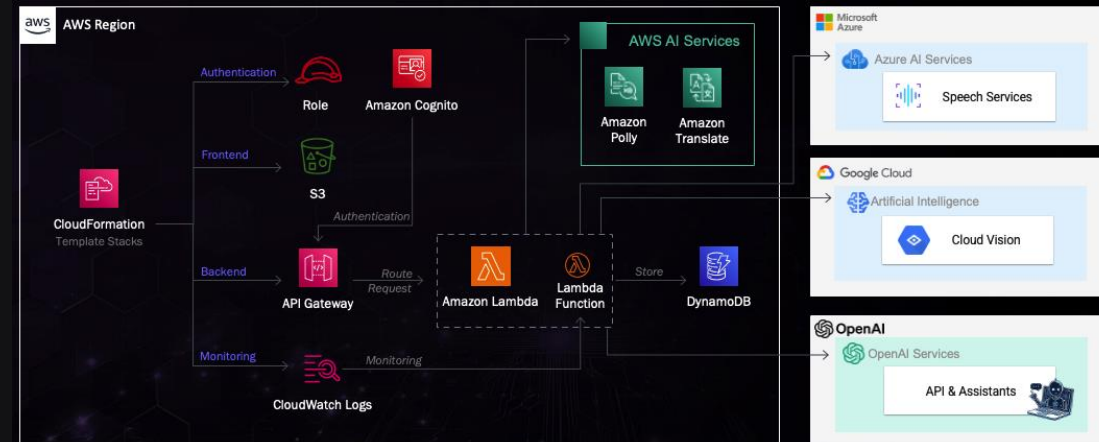 aws
AWS Region
Authentication
Role
Amazon Cognito
Frontend
S3
Authentication
CloudFormation
Template Stacks
Backend
API Gateway
Route
Request
Amazon Lambda
Lambda
Function
Store
DynamoDB
Monitoring
CloudWatch Logs
Monitoring
AWS AI Services
Amazon
Polly
Amazon
Translate
Microsoft
Azure
Azure AI Services
Speech Services
Google Cloud
Artificial Intelligence
Cloud Vision
OpenAI
OpenAI Services
API & Assistants